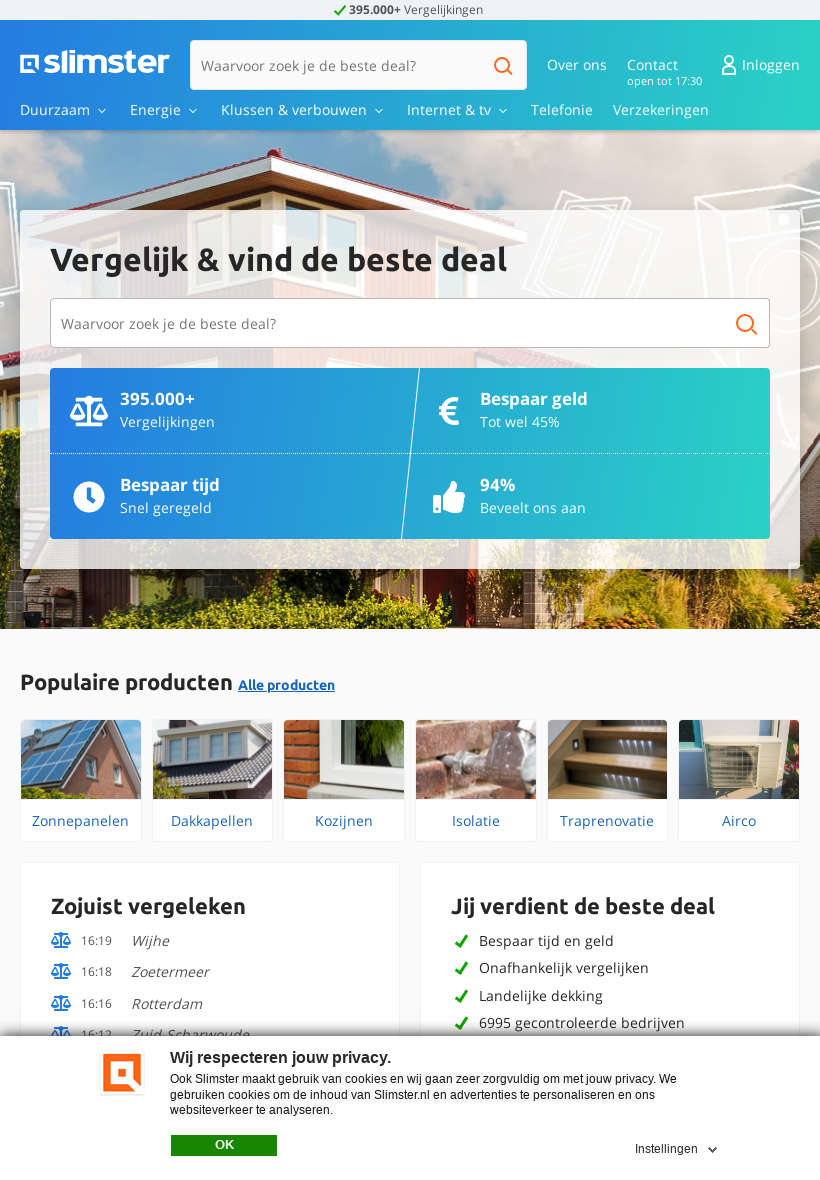 395.000+ Vergelijkingen
slimster
Waarvoor zoek je de beste deal?
Over ons
Contact
open tot 17:30
Inloggen
Duurzaam
Energie
Klussen & verbouwen
Internet & tv
Telefonie
Verzekeringen
Vergelijk & vind de beste deal
Waarvoor zoek je de beste deal?
395.000+
Vergelijkingen
Bespaar geld
Tot wel 45%
Bespaar tijd
Snel geregeld
94%
Beveelt ons aan
Populaire producten Alle producten
Zonnepanelen
Dakkapellen
Kozijnen
Isolatie
Traprenovatie
Airco
Zojuist vergeleken
16:19 Wijhe
16:18 Zoetermeer
16:16 Rotterdam
16:12 Zuid-Scharwoude
Jij verdient de beste deal
Bespaar tijd en geld
Onafhankelijk vergelijken
Landelijke dekking
6995 gecontroleerde bedrijven
Wij respecteren jouw privacy.
Ook Slimster maakt gebruik van cookies en wij gaan zeer zorgvuldig om met jouw privacy. We
gebruiken cookies om de inhoud van Slimster.nl en advertenties te personaliseren en ons
websiteverkeer te analyseren.
OK
Instellingen